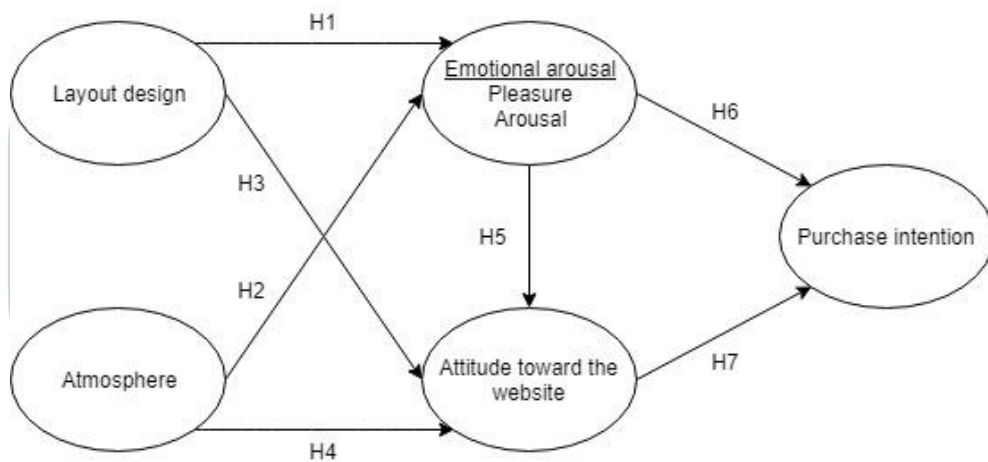 H1
Layout design
Emotional arousal
Pleasure
Arousal
H6
H3
H5
Purchase intention
H2
Atmosphere
Attitude toward the
website
H7
H4